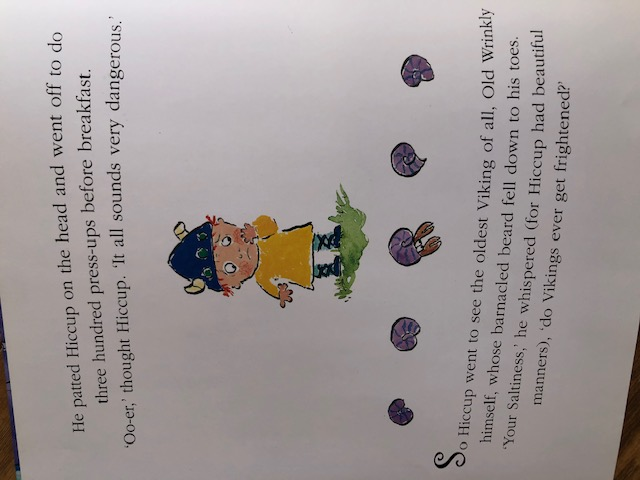 He patted Hiccup on the head and went off to do
three hundred press-ups before breakfast.
‘Oo-er,’ thought Hiccup. ‘It all sounds very dangerous.’
So Hiccup went to see the oldest Viking of all, Old Wrinkly
himself, whose barnacled beard fell down to his toes.
‘Your Saltiness,’ he whispered (for Hiccup had beautiful
manners), ‘do Vikings ever get frightened?’